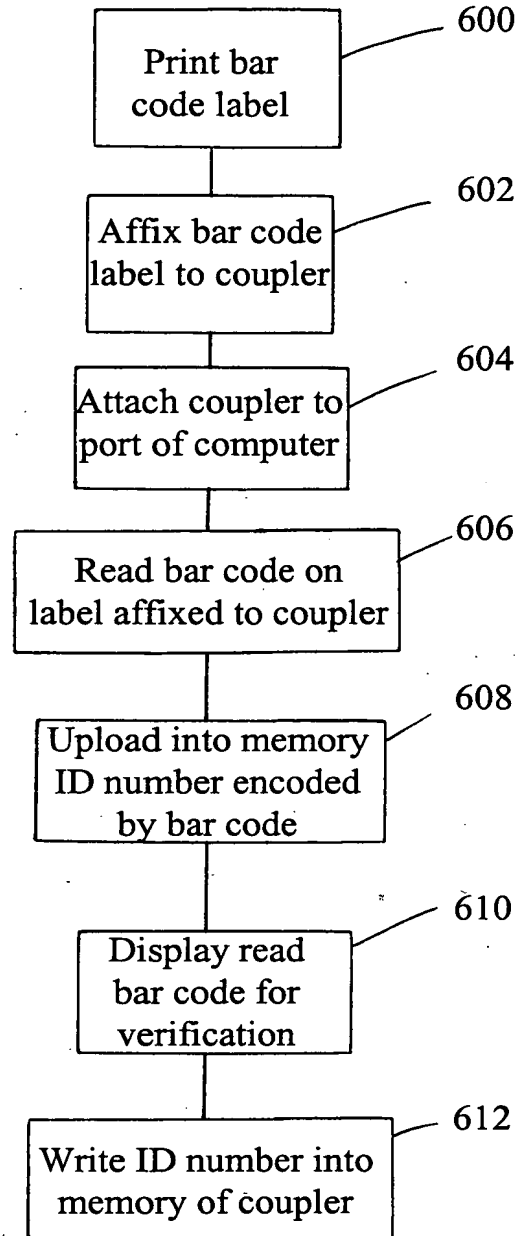 600
Print bar
code label
602
Affix bar code
label to coupler
604
Attach coupler to
port of computer
606
Read bar code on
label affixed to coupler
608
Upload into memory
ID number encoded
by bar code
610
Display read
bar code for
verification
612
Write ID number into
memory of coupler